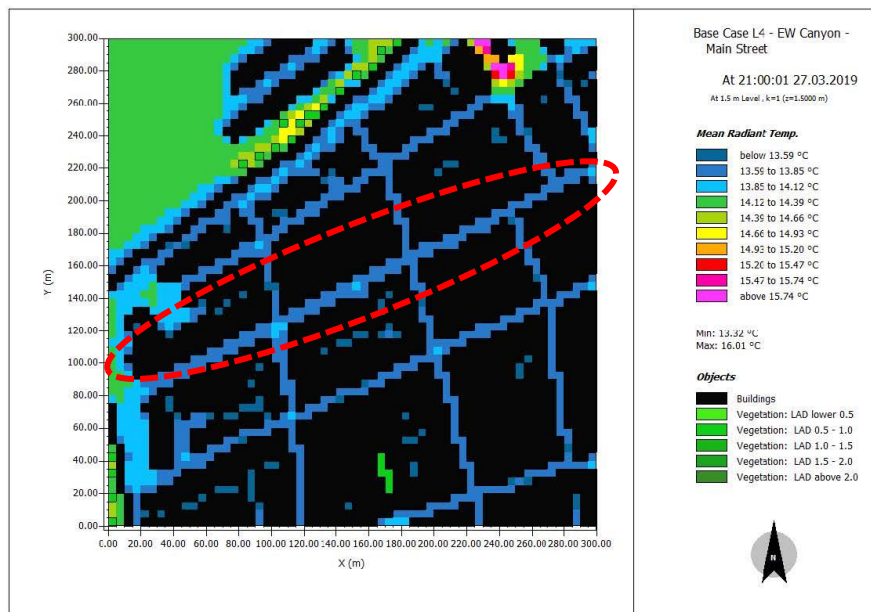 Base Case L4 - EW Canyon -
Main Street
At 21:00:01 27.03.2019
At 1.5 m Level , k=1 (z=1.5000 m)
Mean Radiant Temp.
below 13.59 °C
13.59 to 13.85 °C
13.85 to 14.12 °C
14.12 to 14.39 °C
14.39 to 14.66 °C
14.66 to 14.93 °C
14.93 to 15.20 °C
15.20 to 15.47 °C
15.47 to 15.74 °C
above 15.74 °C
Min: 13.32 °C
Max: 16.01 °C
Objects
Buildings
Vegetation: LAD lower 0.5
Vegetation: LAD 0.5 - 1.0
Vegetation: LAD 1.0 - 1.5
Vegetation: LAD 1.5 - 2.0
Vegetation: LAD above 2.0
N
300.00
280.00
260.00
240.00
220.00
200.00
180.00
160.00
140.00
120.00
100.00
80.00
60.00
40.00
20.00
0.00
Y (m)
0.00 20.00 40.00 60.00 80.00 100.00 120.00 140.00 160.00 180.00 200.00 220.00 240.00 260.00 280.00 300.00
X (m)